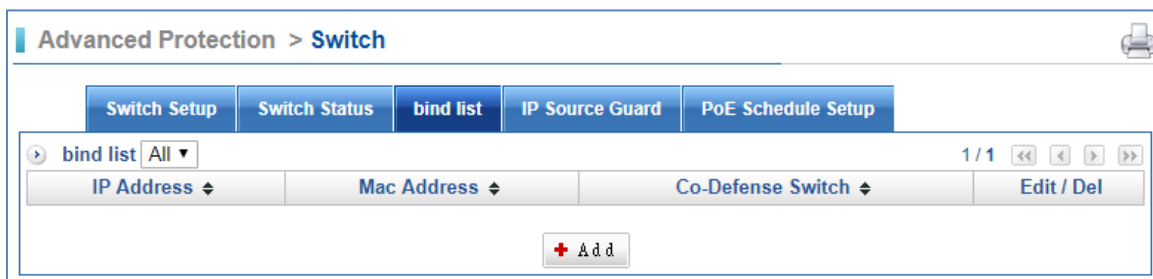 Advanced Protection > Switch
Switch Setup Switch Status bind list IP Source Guard PoE Schedule Setup
bind list All 1 / 1
IP Address Mac Address Co-Defense Switch Edit / Del
Add